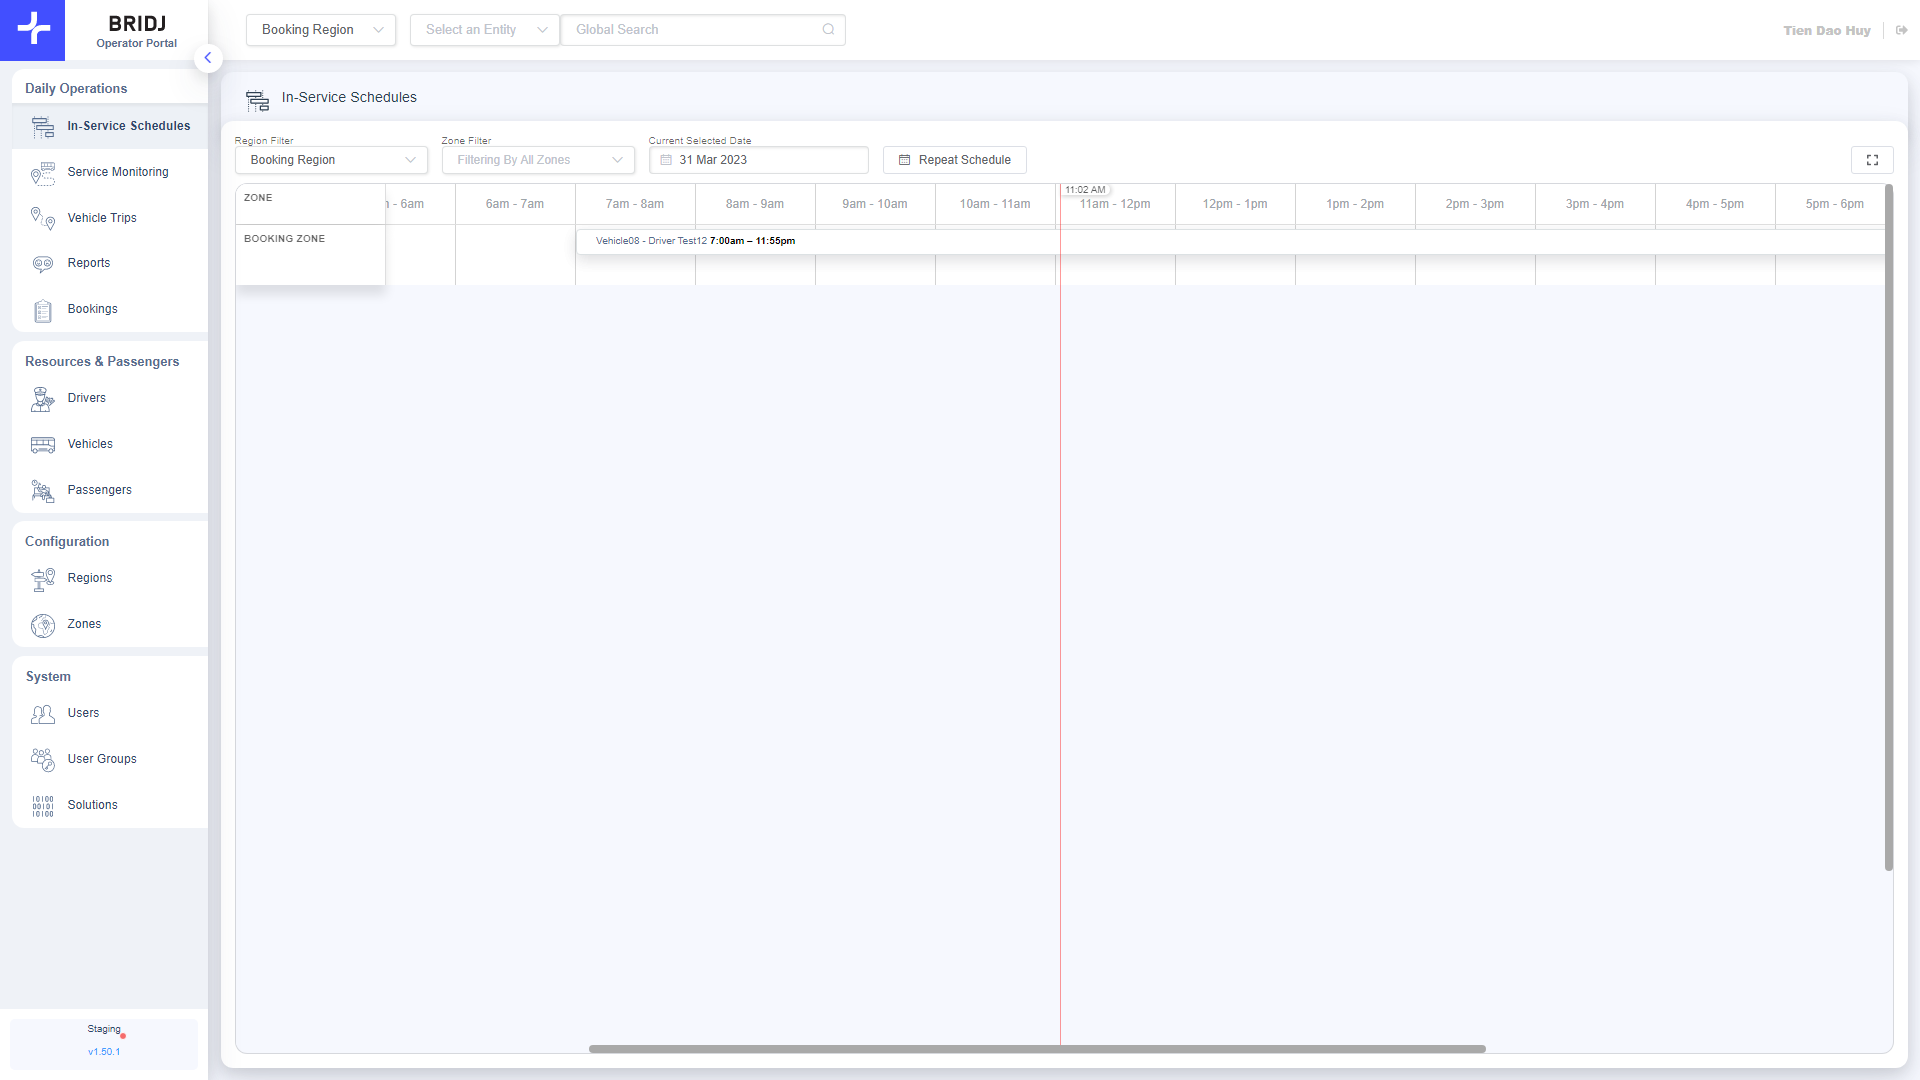 BRIDJ
Operator Portal
Booking Region
Select an Entity
Global Search
Tien Dao Huy
Daily Operations
In-Service Schedules
Service Monitoring
Vehicle Trips
Reports
Bookings
Resources & Passengers
Drivers
Vehicles
Passengers
Configuration
Regions
Zones
System
Users
User Groups
10100
00101
10100
Solutions
Staging
v1.50.1
In-Service Schedules
Region Filter
Booking Region
Zone Filter
Filtering By All Zones
Current Selected Date
31 Mar 2023
Repeat Schedule
11:02 AM
ZONE
- 6am
6am - 7am
7am - 8am
8am - 9am
9am - 10am
10am - 11am
11am - 12pm
12pm - 1pm
1pm - 2pm
2pm - 3pm
3pm - 4pm
4pm - 5pm
5pm - 6pm
BOOKING ZONE
Vehicle08 - Driver Test12 7:00am – 11:55pm